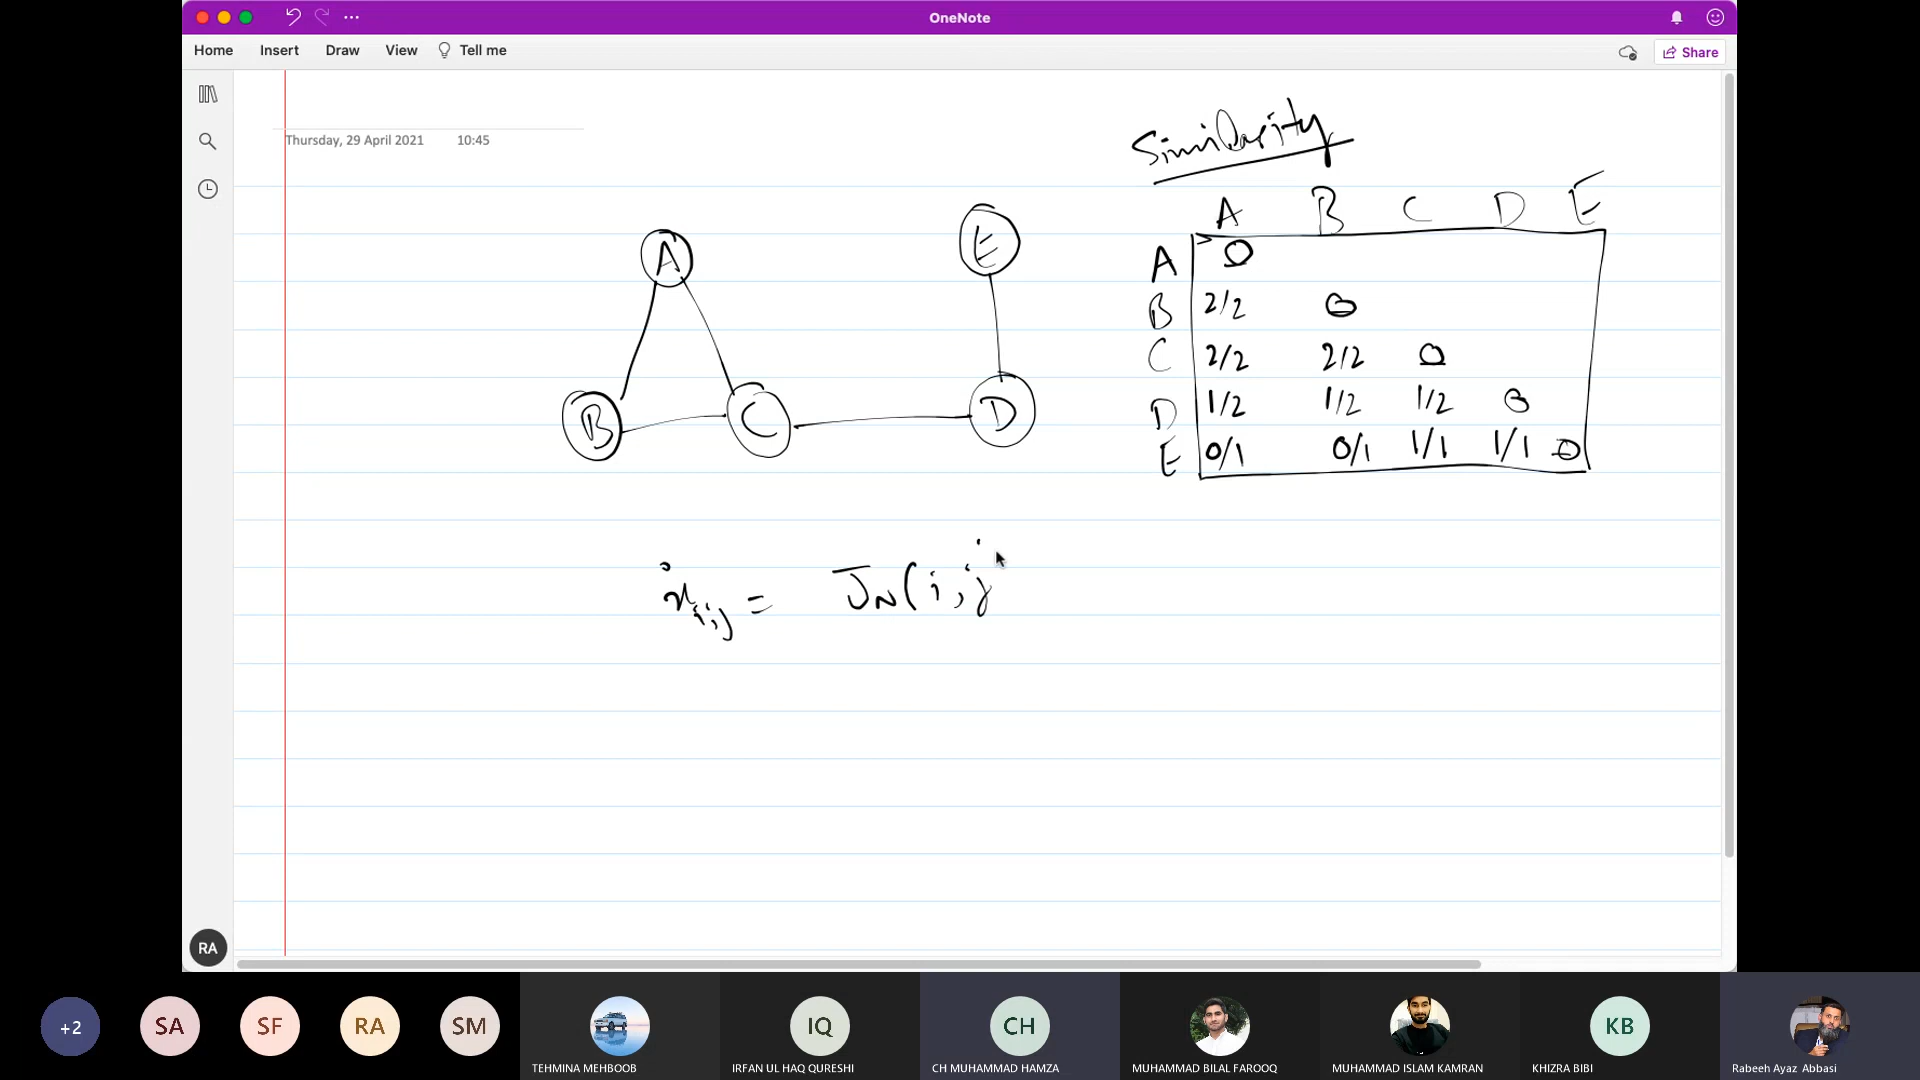 OneNote
Home Insert Draw View Tell me Share
Thursday, 29 April 2021 10:45
Similarity
A B C D E
A 0
B 2/2 0
C 2/2 2/2 0
D 1/2 1/2 1/2 0
E 0/1 0/1 1/1 1/1 0
A
E
B
C
D
x i,j = J N (i,j
RA
+2 SA SF RA SM IQ CH KB
TEHMINA MEHBOOB IRFAN UL HAQ QURESHI CH MUHAMMAD HAMZA MUHAMMAD BILAL FAROOQ MUHAMMAD ISLAM KAMRAN KHIZRA BIBI Rabeeh Ayaz Abbasi